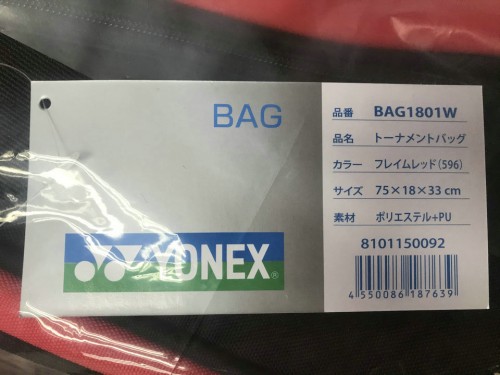 BAG
YONEX®
品番 BAG1801W
品名 トーナメントバッグ
カラー フレイムレッド(596)
サイズ 75×18×33 cm
素材 ポリエステル+PU
8101150092
4 550086 187639